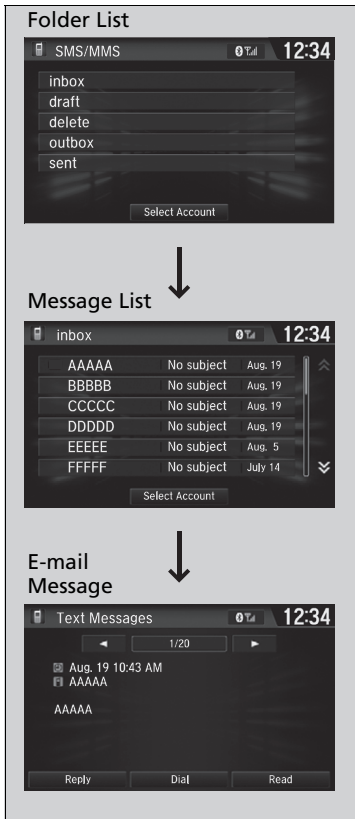 Folder List
SMS/MMS 12:34
inbox
draft
delete
outbox
sent
Select Account
Message List
inbox 12:34
AAAAA No subject Aug. 19
BBBBB No subject Aug. 19
CCCCC No subject Aug. 19
DDDDD No subject Aug. 19
EEEEE No subject Aug. 5
FFFFF No subject July 14
Select Account
E-mail
Message
Text Messages 12:34
1/20
Aug. 19 10:43 AM
AAAAA
AAAAA
Reply Dial Read